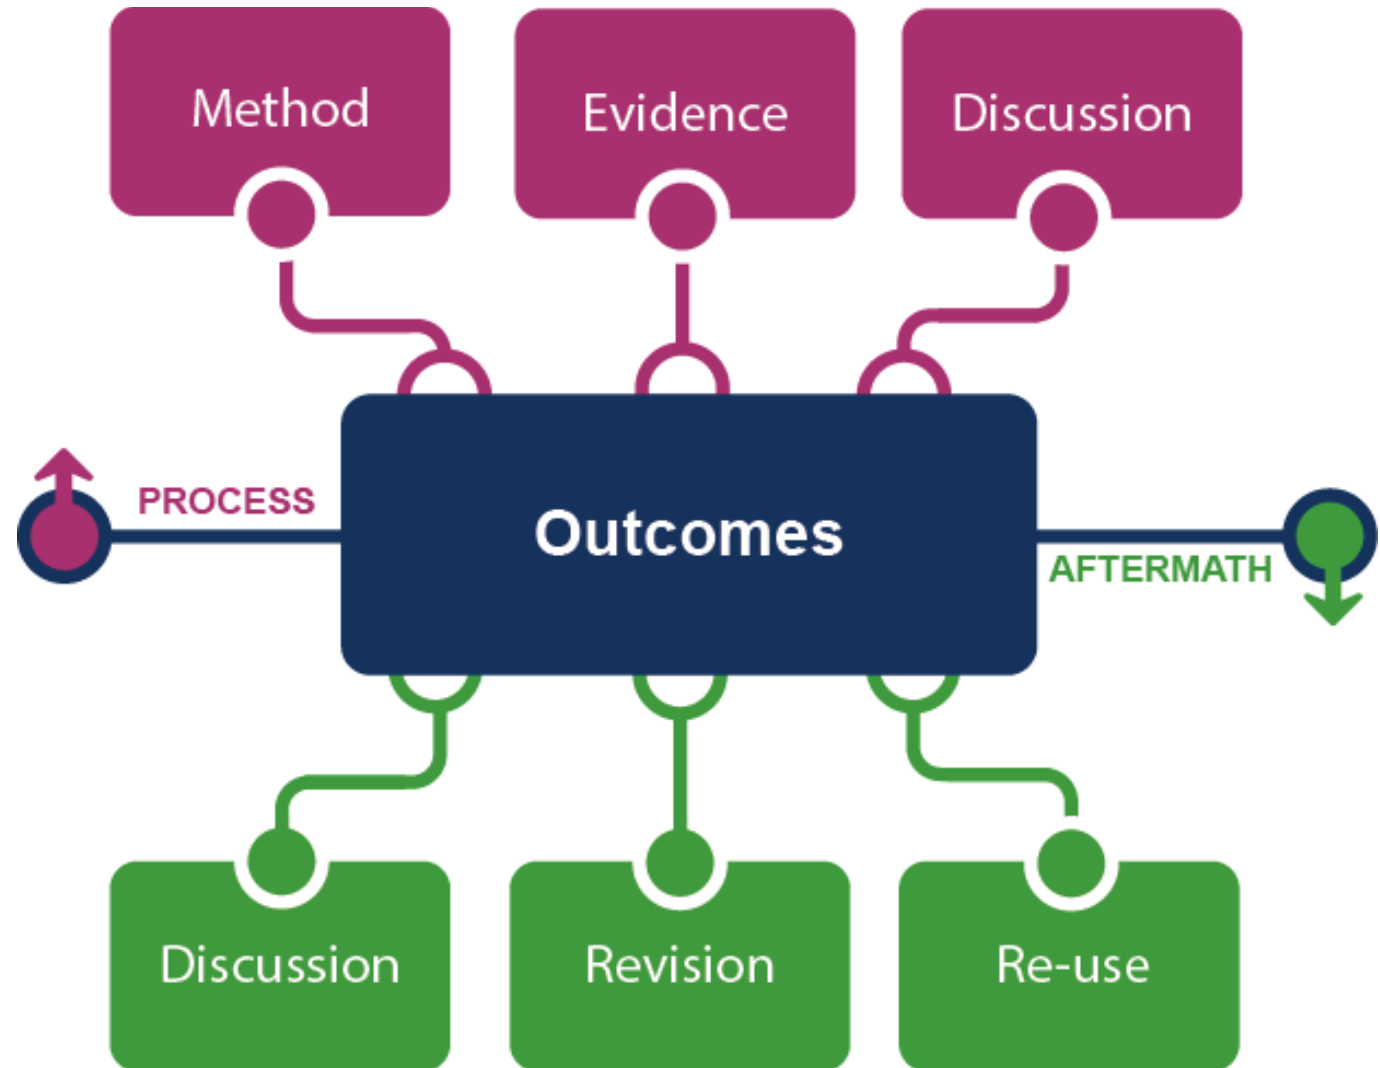 Method
Evidence
Discussion
PROCESS
Outcomes
AFTERMATH
Discussion
Revision
Re-use